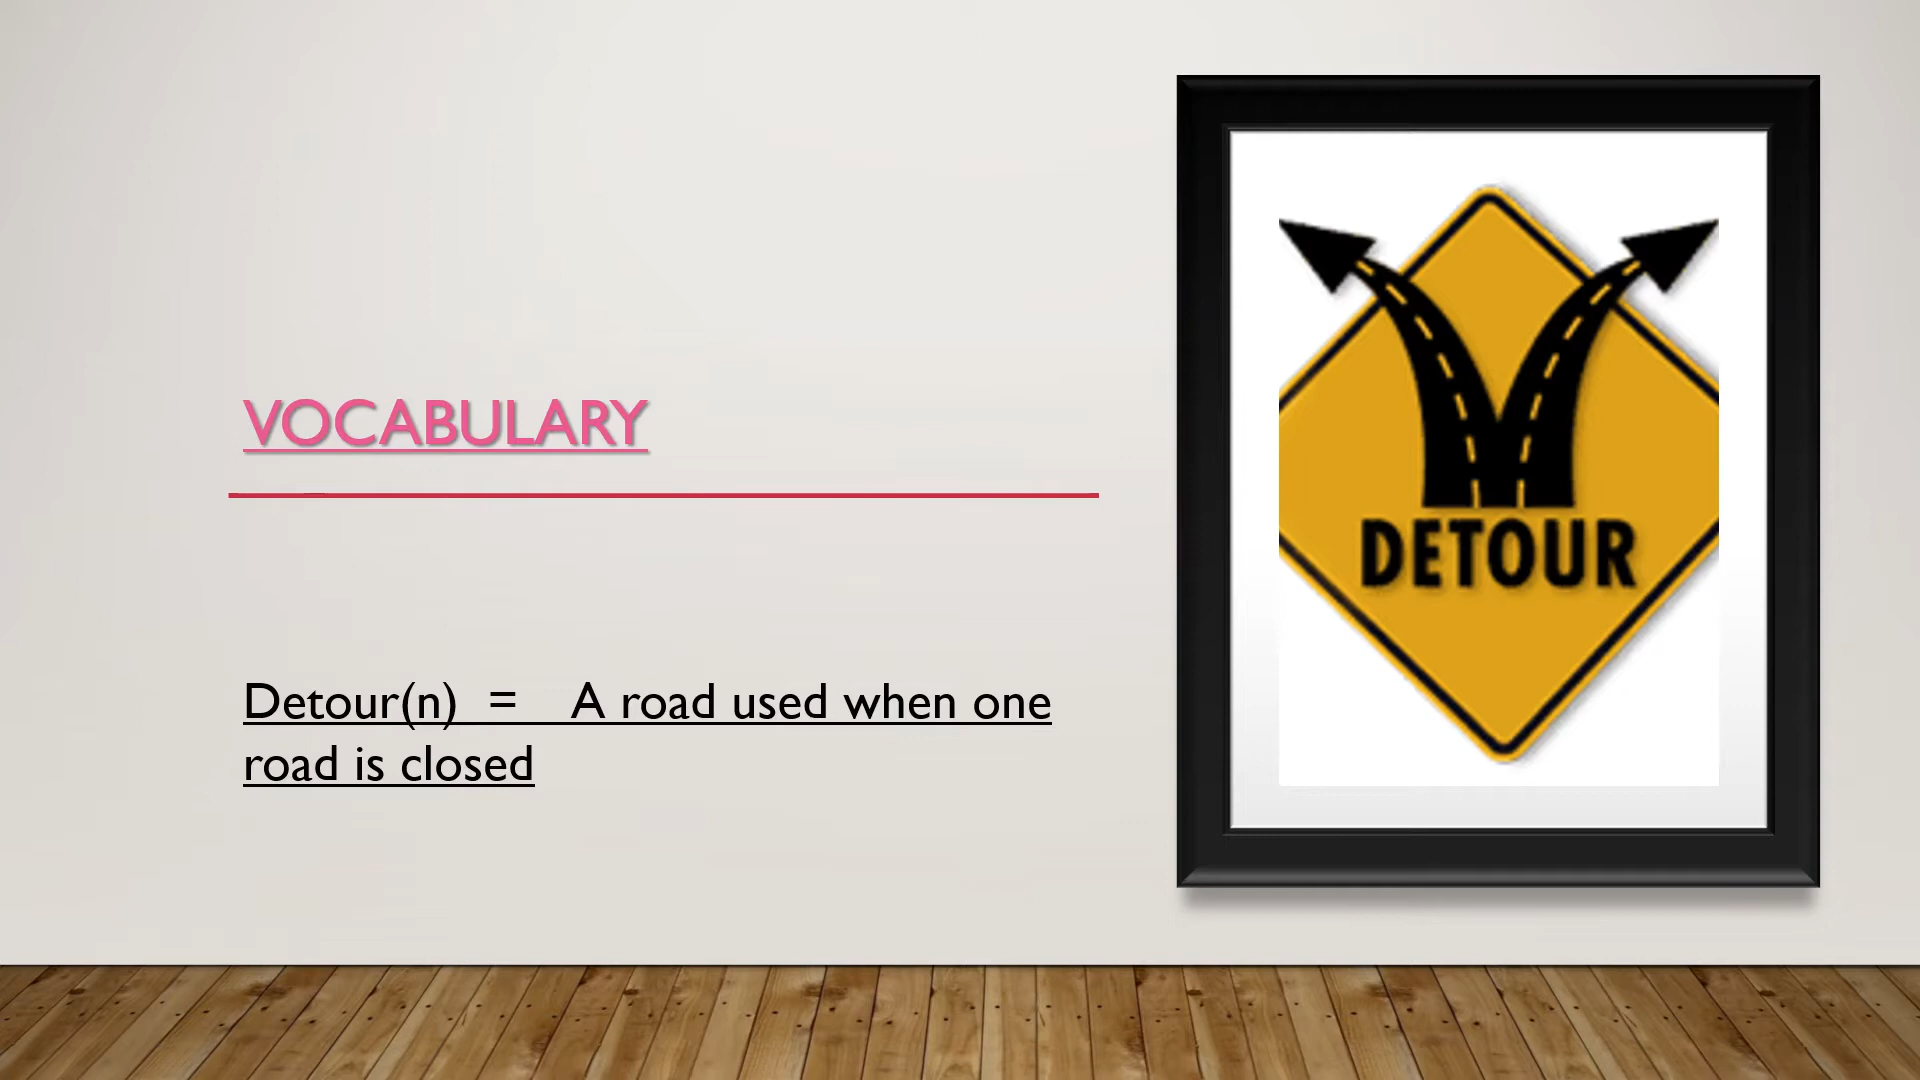 VOCABULARY
Detour(n) = A road used when one
road is closed
DETOUR